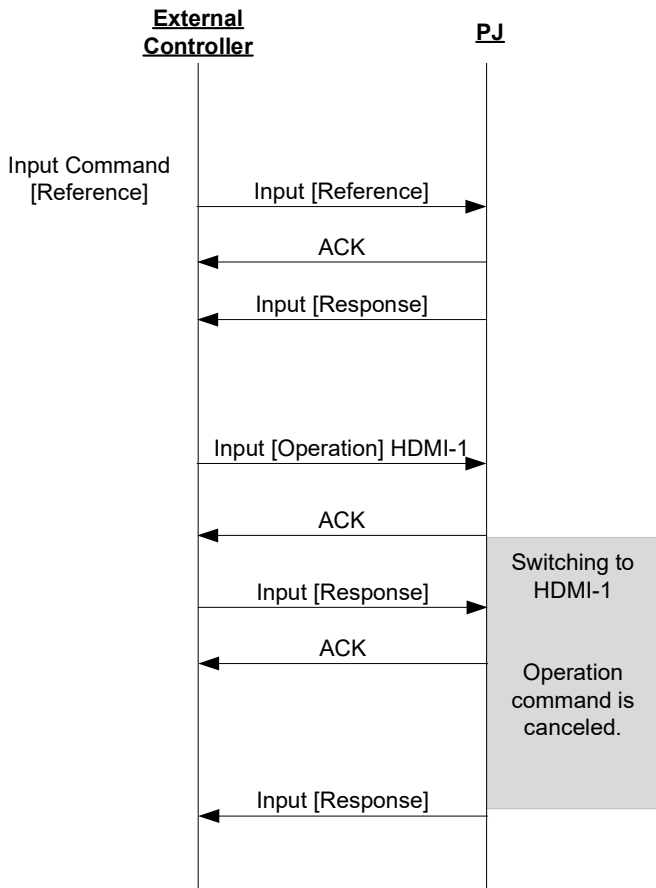 External
Controller
PJ
Input Command
[Reference]
Input [Reference]
ACK
Input [Response]
Input [Operation] HDMI-1
ACK
Switching to
HDMI-1
Input [Response]
ACK
Operation
command is
canceled.
Input [Response]